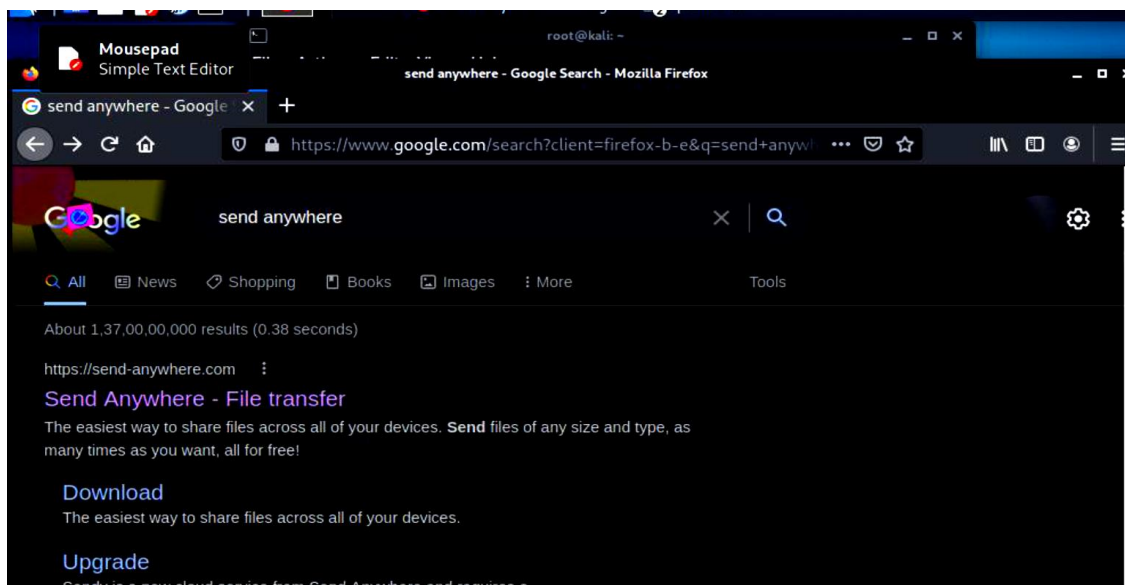 root@kali: ~
Mousepad
Simple Text Editor
send anywhere - Google Search - Mozilla Firefox
send anywhere - Google
https://www.google.com/search?client=firefox-b-e&q=send+anyw
Google
send anywhere
All News Shopping Books Images More Tools
About 1,37,00,00,000 results (0.38 seconds)
https://send-anywhere.com
Send Anywhere - File transfer
The easiest way to share files across all of your devices. Send files of any size and type, as
many times as you want, all for free!
Download
The easiest way to share files across all of your devices.
Upgrade